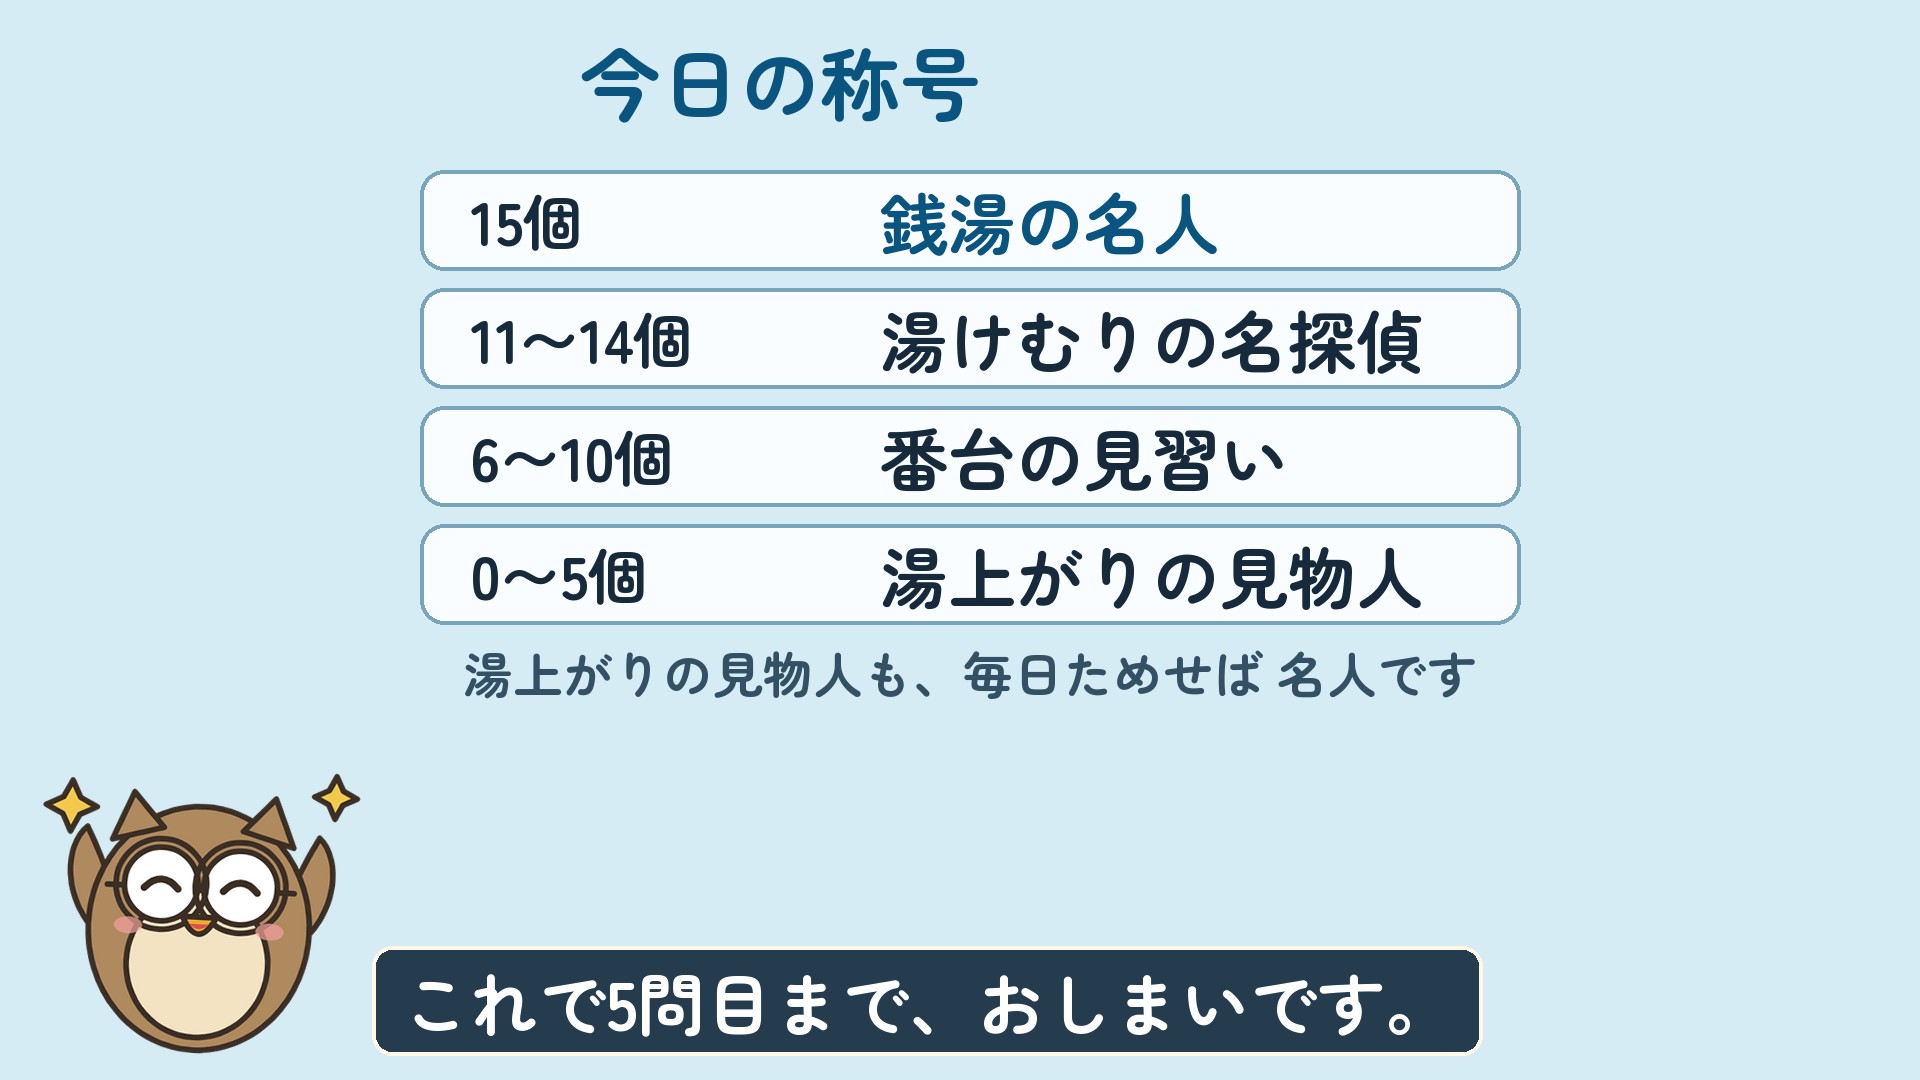 今日の称号
15個 銭湯の名人
11〜14個 湯けむりの名探偵
6〜10個 番台の見習い
0〜5個 湯上がりの見物人
湯上がりの見物人も、毎日ためせば 名人です
これで5問目まで、おしまいです。